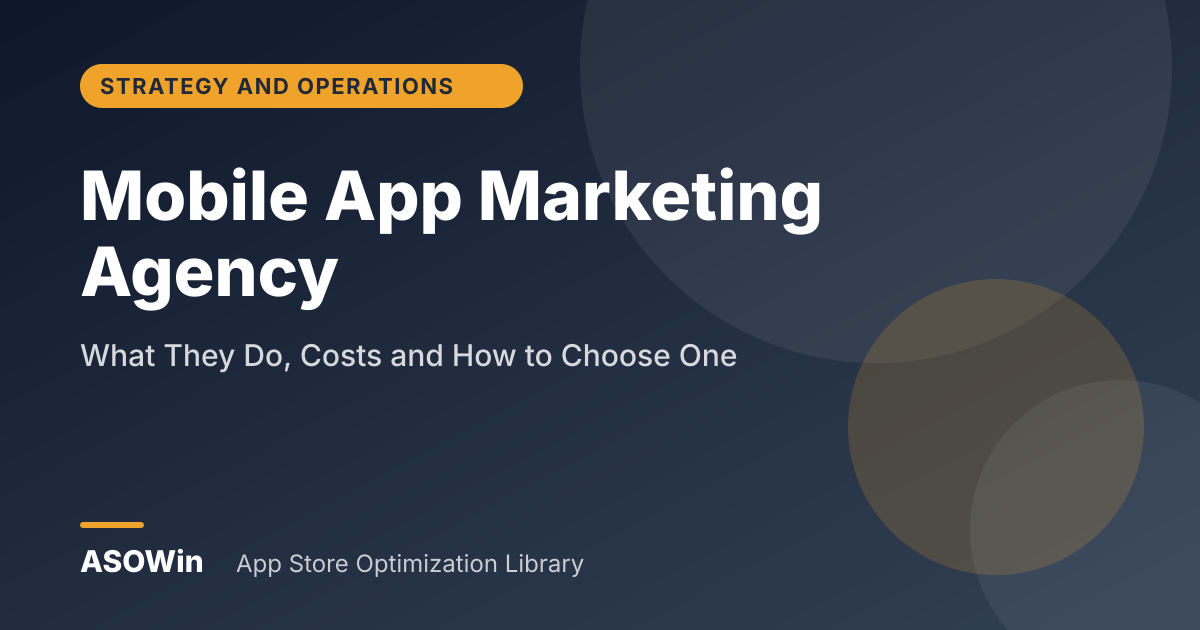 STRATEGY AND OPERATIONS
Mobile App Marketing
Agency
What They Do, Costs and How to Choose One
ASOWin App Store Optimization Library